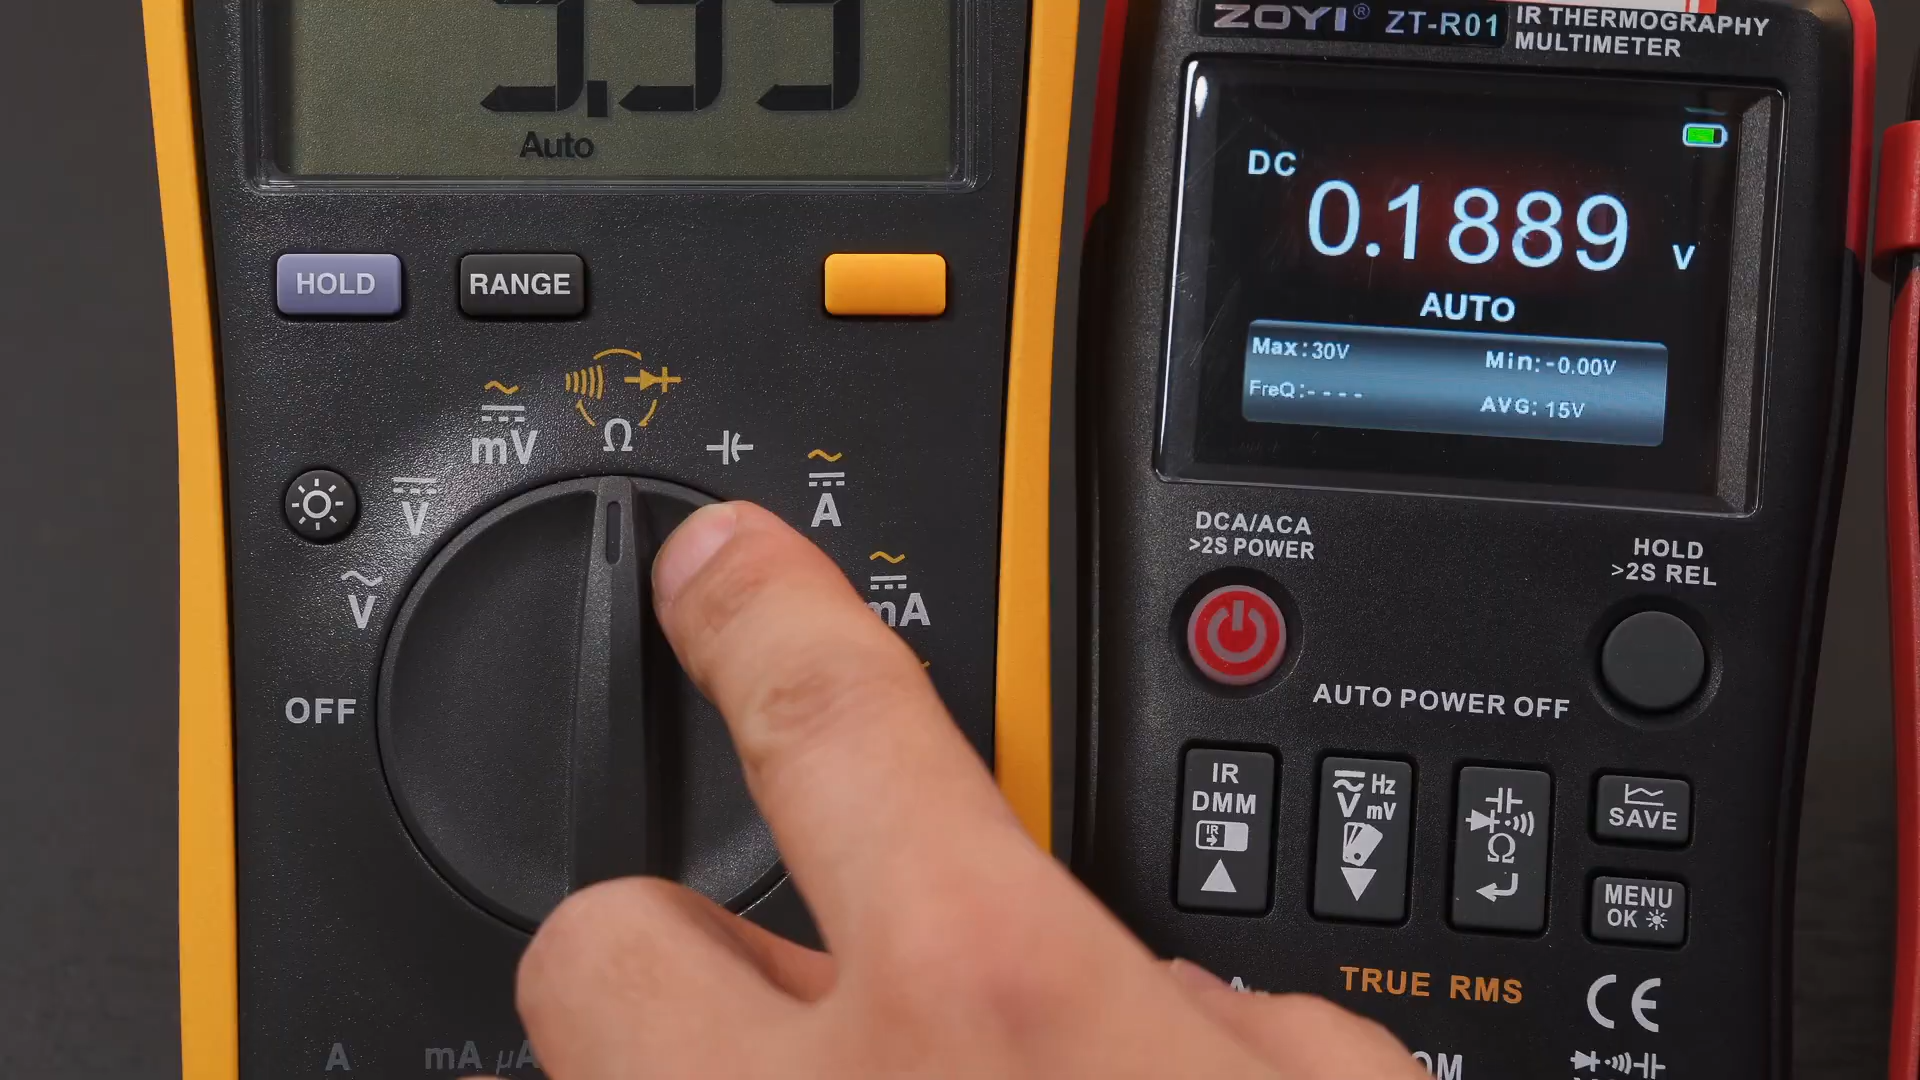 Auto
HOLD
RANGE
mV
Ω
V
A
V
mA
OFF
A
mA μA
ZOYI® ZT-R01
IR THERMOGRAPHY
MULTIMETER
DC
0.1889 V
AUTO
Max:30V
Min:-0.00V
FreQ:----
AVG: 15V
DCA/ACA
>2S POWER
HOLD
>2S REL
AUTO POWER OFF
IR
DMM
IR
Hz
V mV
Ω
SAVE
MENU
OK
TRUE RMS
CE